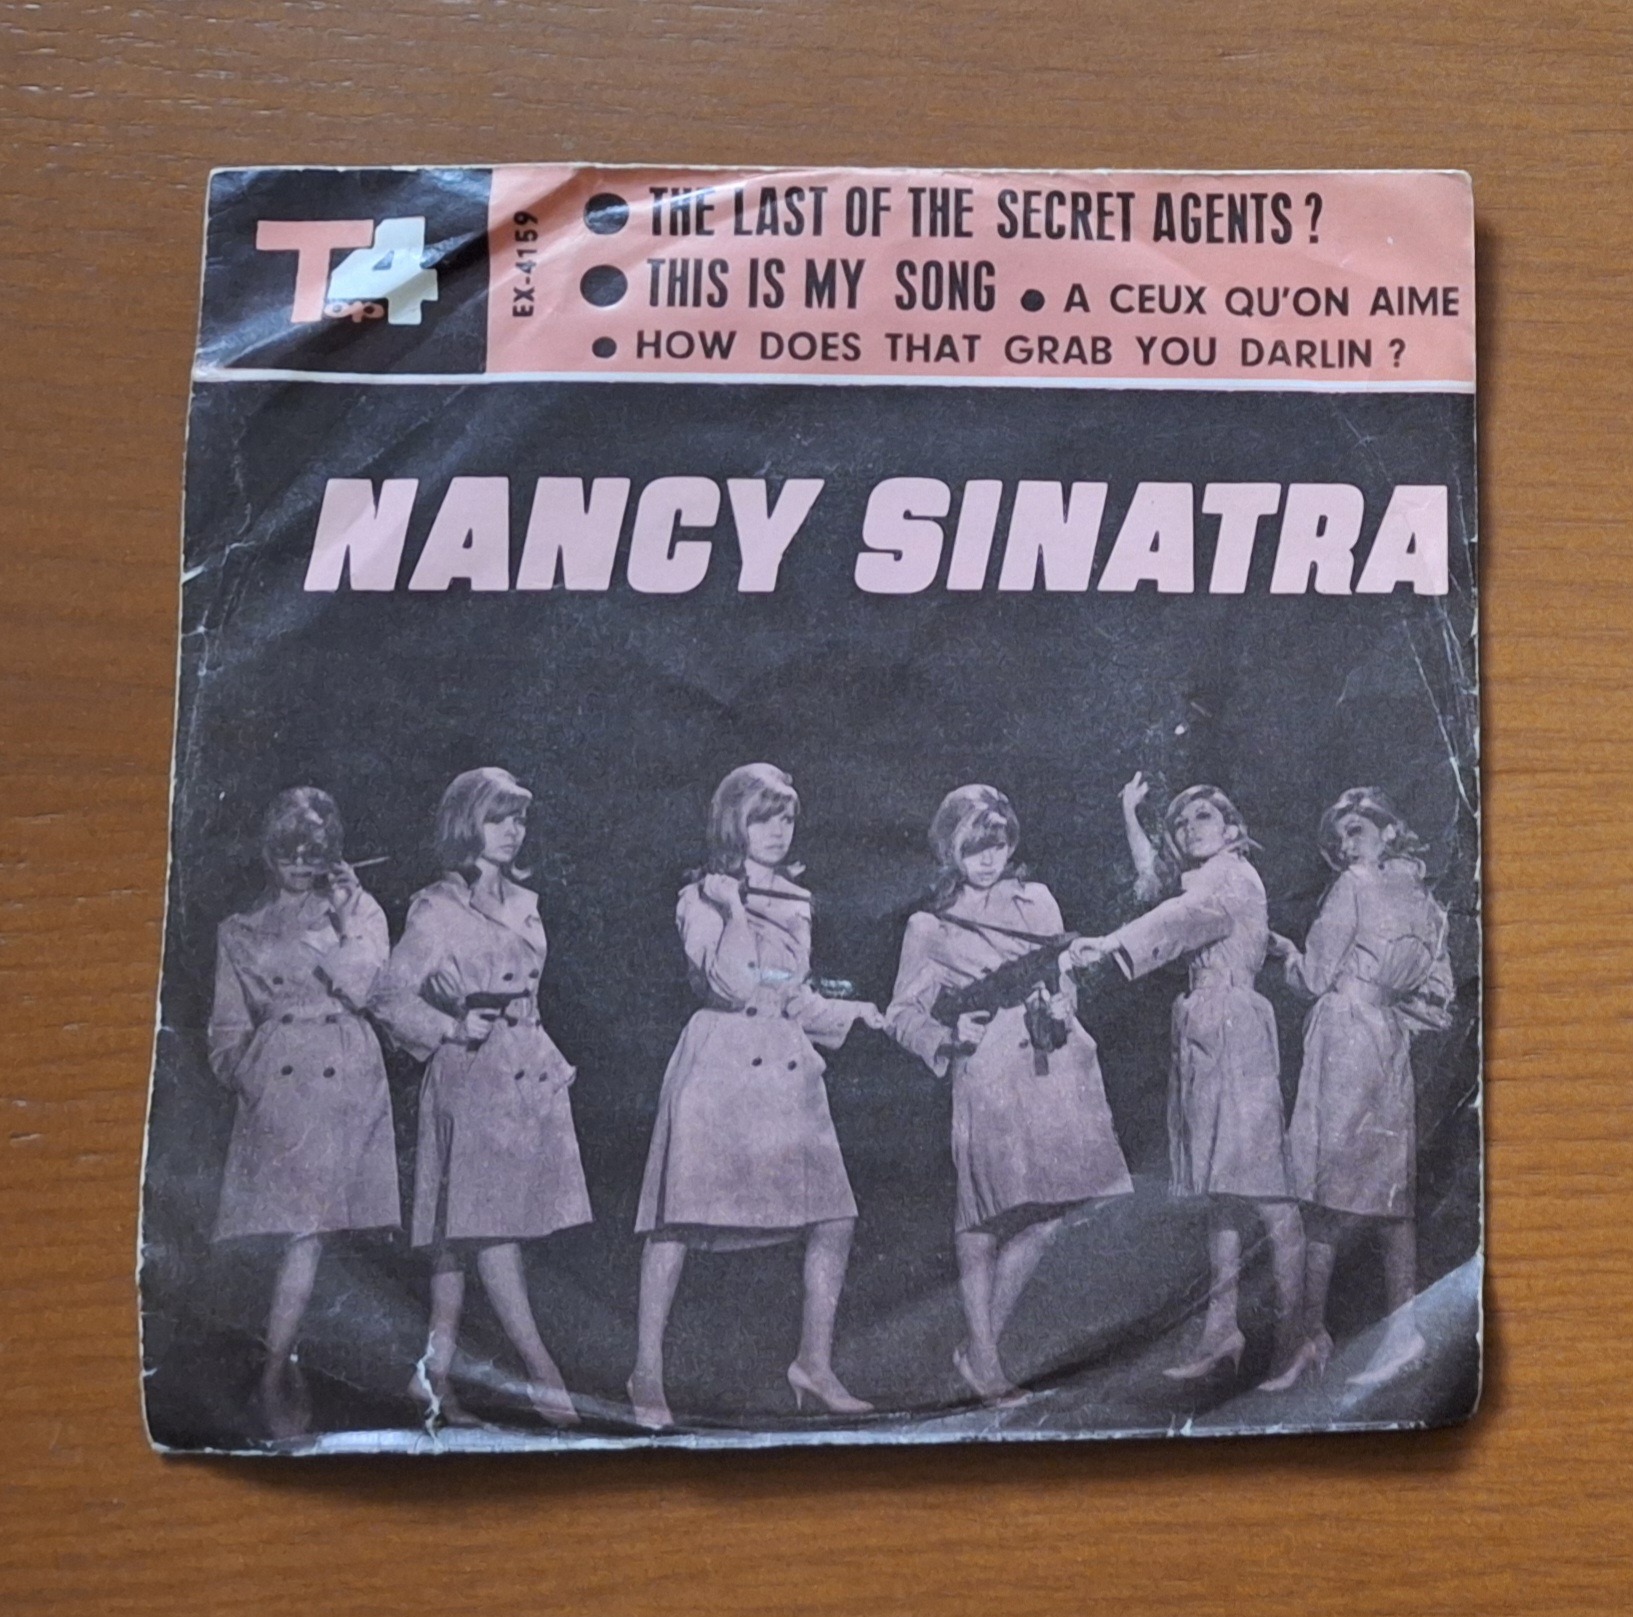 Top 4
EX-4159
● THE LAST OF THE SECRET AGENTS?
● THIS IS MY SONG ● A CEUX QU'ON AIME
● HOW DOES THAT GRAB YOU DARLIN?
NANCY SINATRA